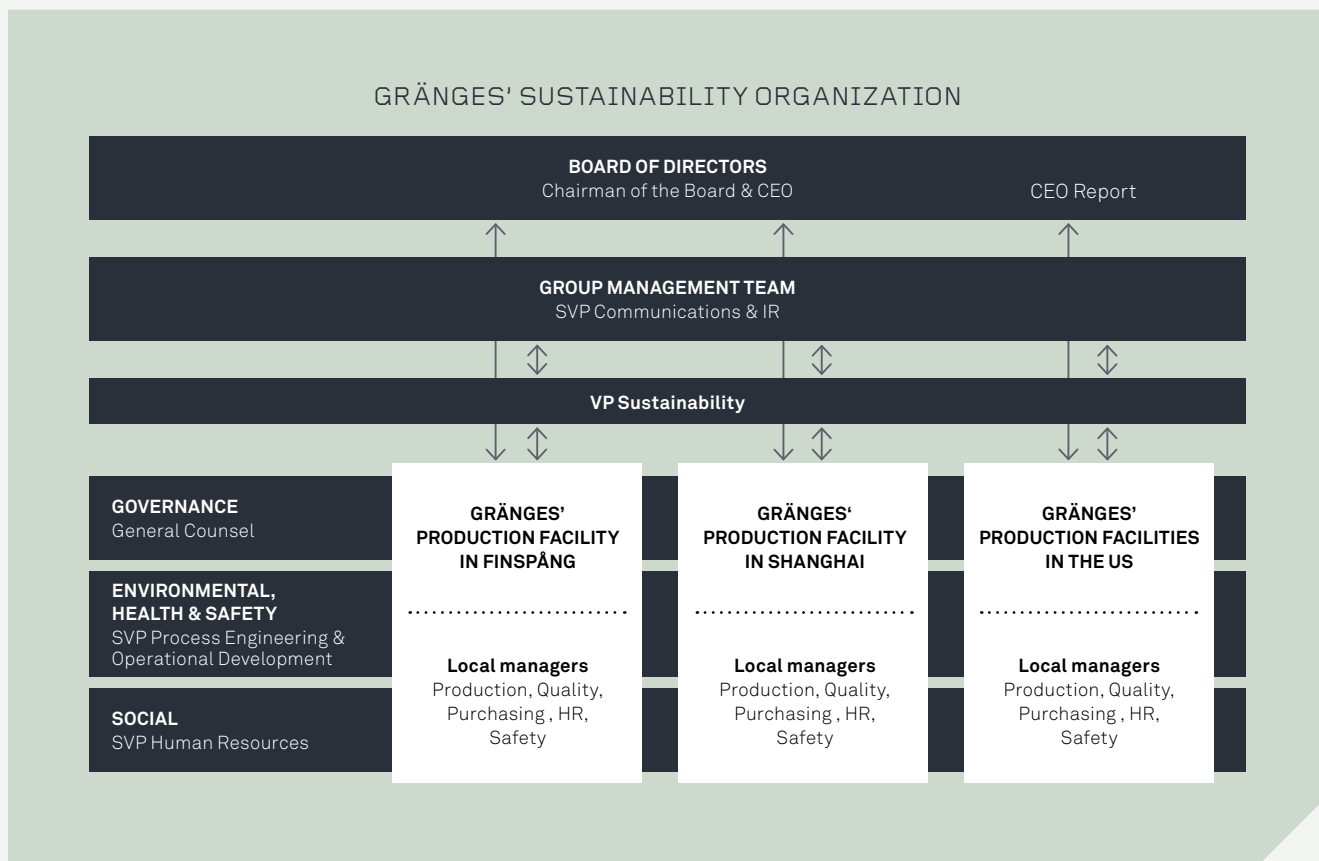 GRÄNGES’ SUSTAINABILITY ORGANIZATION
BOARD OF DIRECTORS
Chairman of the Board & CEO
CEO Report
GROUP MANAGEMENT TEAM
SVP Communications & IR
VP Sustainability
GOVERNANCE
General Counsel
ENVIRONMENTAL,
HEALTH & SAFETY
SVP Process Engineering &
Operational Development
SOCIAL
SVP Human Resources
GRÄNGES’
PRODUCTION FACILITY
IN FINSPÅNG
Local managers
Production, Quality,
Purchasing , HR,
Safety
GRÄNGES‘
PRODUCTION FACILITY
IN SHANGHAI
Local managers
Production, Quality,
Purchasing , HR,
Safety
GRÄNGES’
PRODUCTION FACILITIES
IN THE US
Local managers
Production, Quality,
Purchasing , HR,
Safety